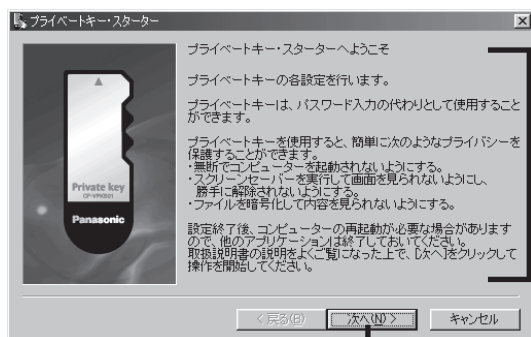 プライベートキー・スターター
プライベートキー・スターターへようこそ
プライベートキーの各設定を行います。
プライベートキーは、パスワード入力の代わりとして使用すること
ができます。
プライベートキーを使用すると、簡単に次のようなプライバシーを
保護することができます。
・無断でコンピューターを起動されないようにする。
・スクリーンセーバーを実行して画面を見られないようにし、
勝手に解除されないようにする。
・ファイルを暗号化して内容を見られないようにする。
設定終了後、コンピューターの再起動が必要な場合があります
ので、他のアプリケーションは終了しておいてください。
取扱説明書の説明をよくご覧になった上で、[次へ]をクリックして
操作を開始してください。
Private key
CF-VPK501
Panasonic
< 戻る(B)
次へ(N) >
キャンセル